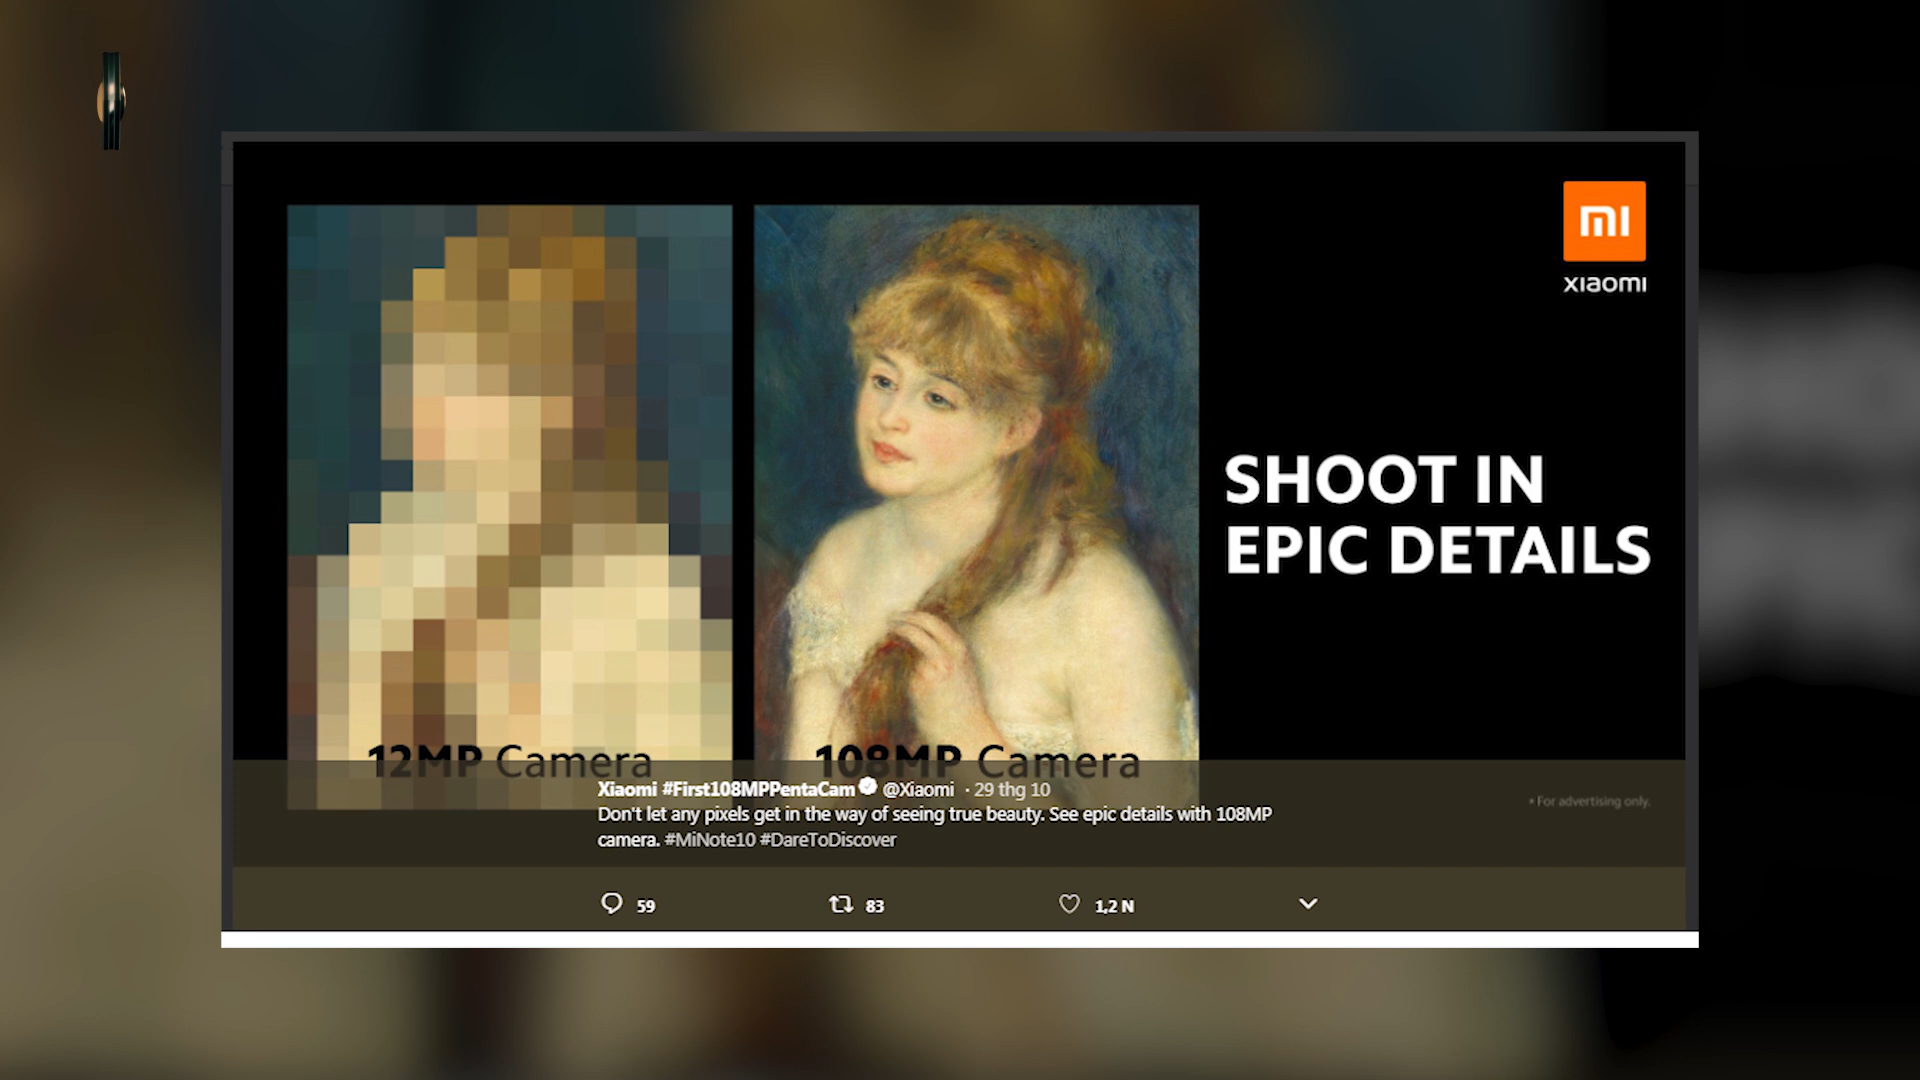 mi
xiaomi
SHOOT IN
EPIC DETAILS
12MP Camera
108MP Camera
Xiaomi #First108MPPentaCam @Xiaomi · 29 thg 10
Don't let any pixels get in the way of seeing true beauty. See epic details with 108MP
camera. #MiNote10 #DareToDiscover
• For advertising only.
59
83
1,2 N